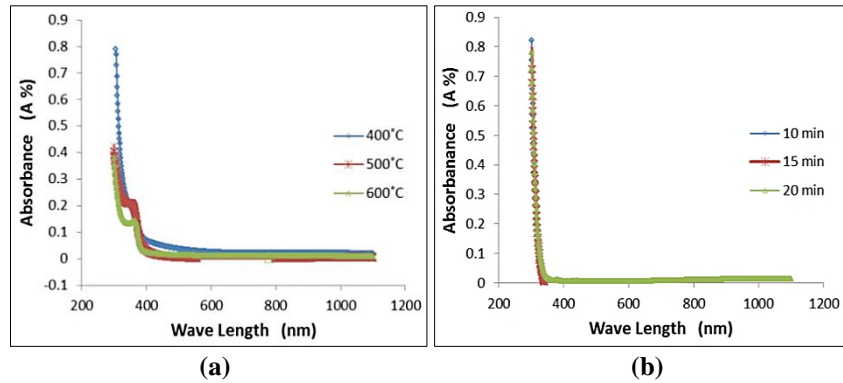 0.9
0.8
0.7
0.6
0.5
0.4
0.3
0.2
0.1
0
-0.1
Absorbance (A %)
200 400 600 800 1000 1200
Wave Length (nm)
400˚C
500˚C
600˚C
(a)
0.9
0.8
0.7
0.6
0.5
0.4
0.3
0.2
0.1
0
Absorbanance (A %)
200 400 600 800 1000 1200
Wave Length (nm)
10 min
15 min
20 min
(b)